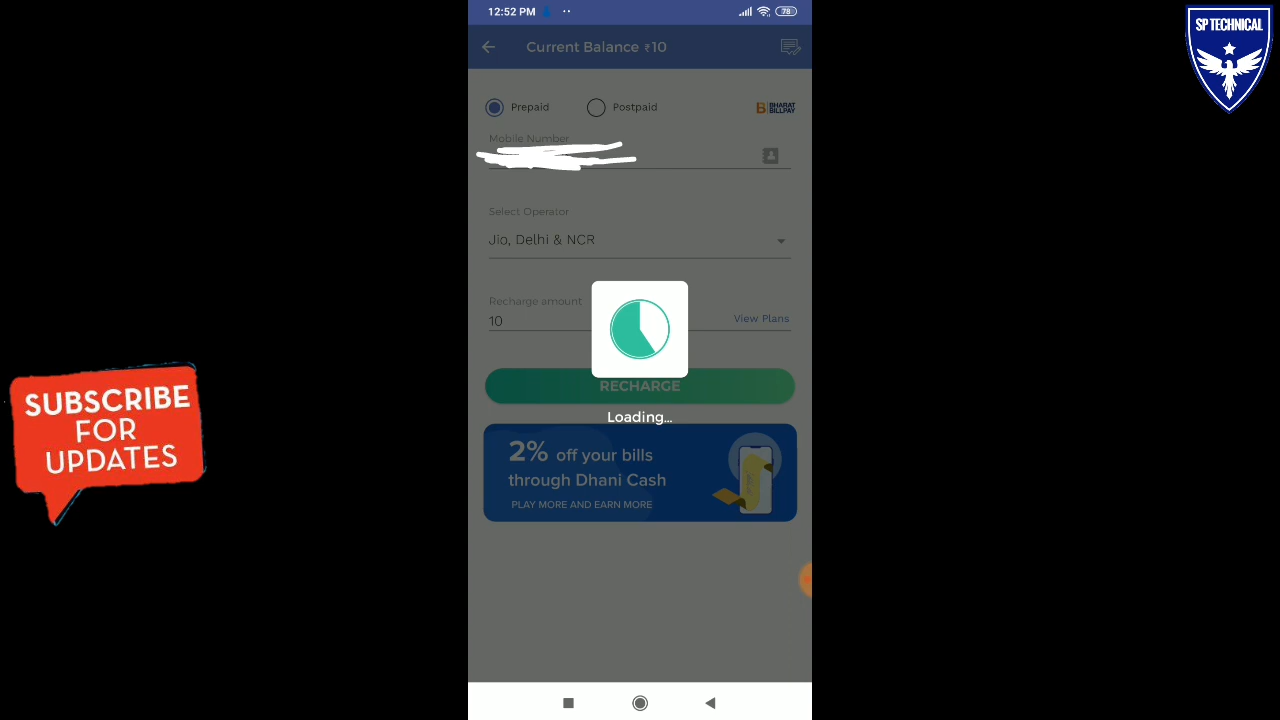 12:52 PM
78
Current Balance ₹10
SP TECHNICAL
Prepaid
Postpaid
BHARAT
BILLPAY
Mobile Number
Select Operator
Jio, Delhi & NCR
Recharge amount
10
View Plans
RECHARGE
Loading...
SUBSCRIBE
FOR
UPDATES
2% off your bills
through Dhani Cash
PLAY MORE AND EARN MORE